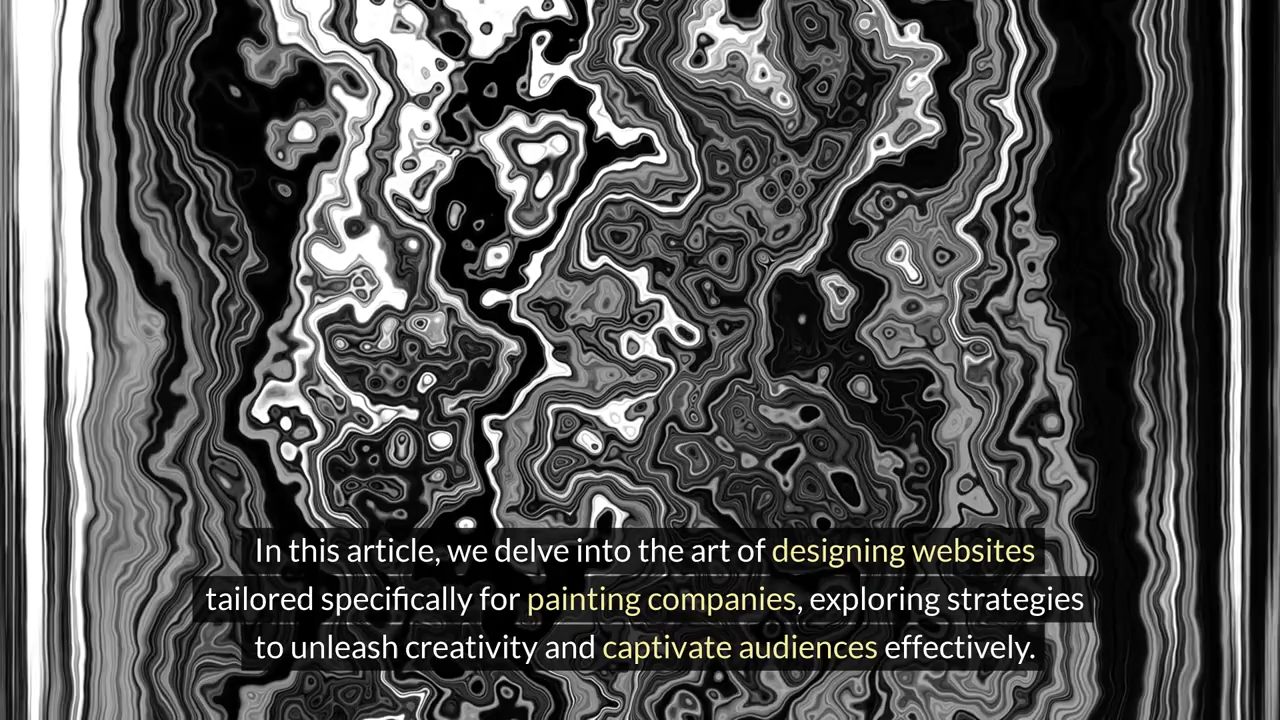 In this article, we delve into the art of designing websites
tailored specifically for painting companies, exploring strategies
to unleash creativity and captivate audiences effectively.